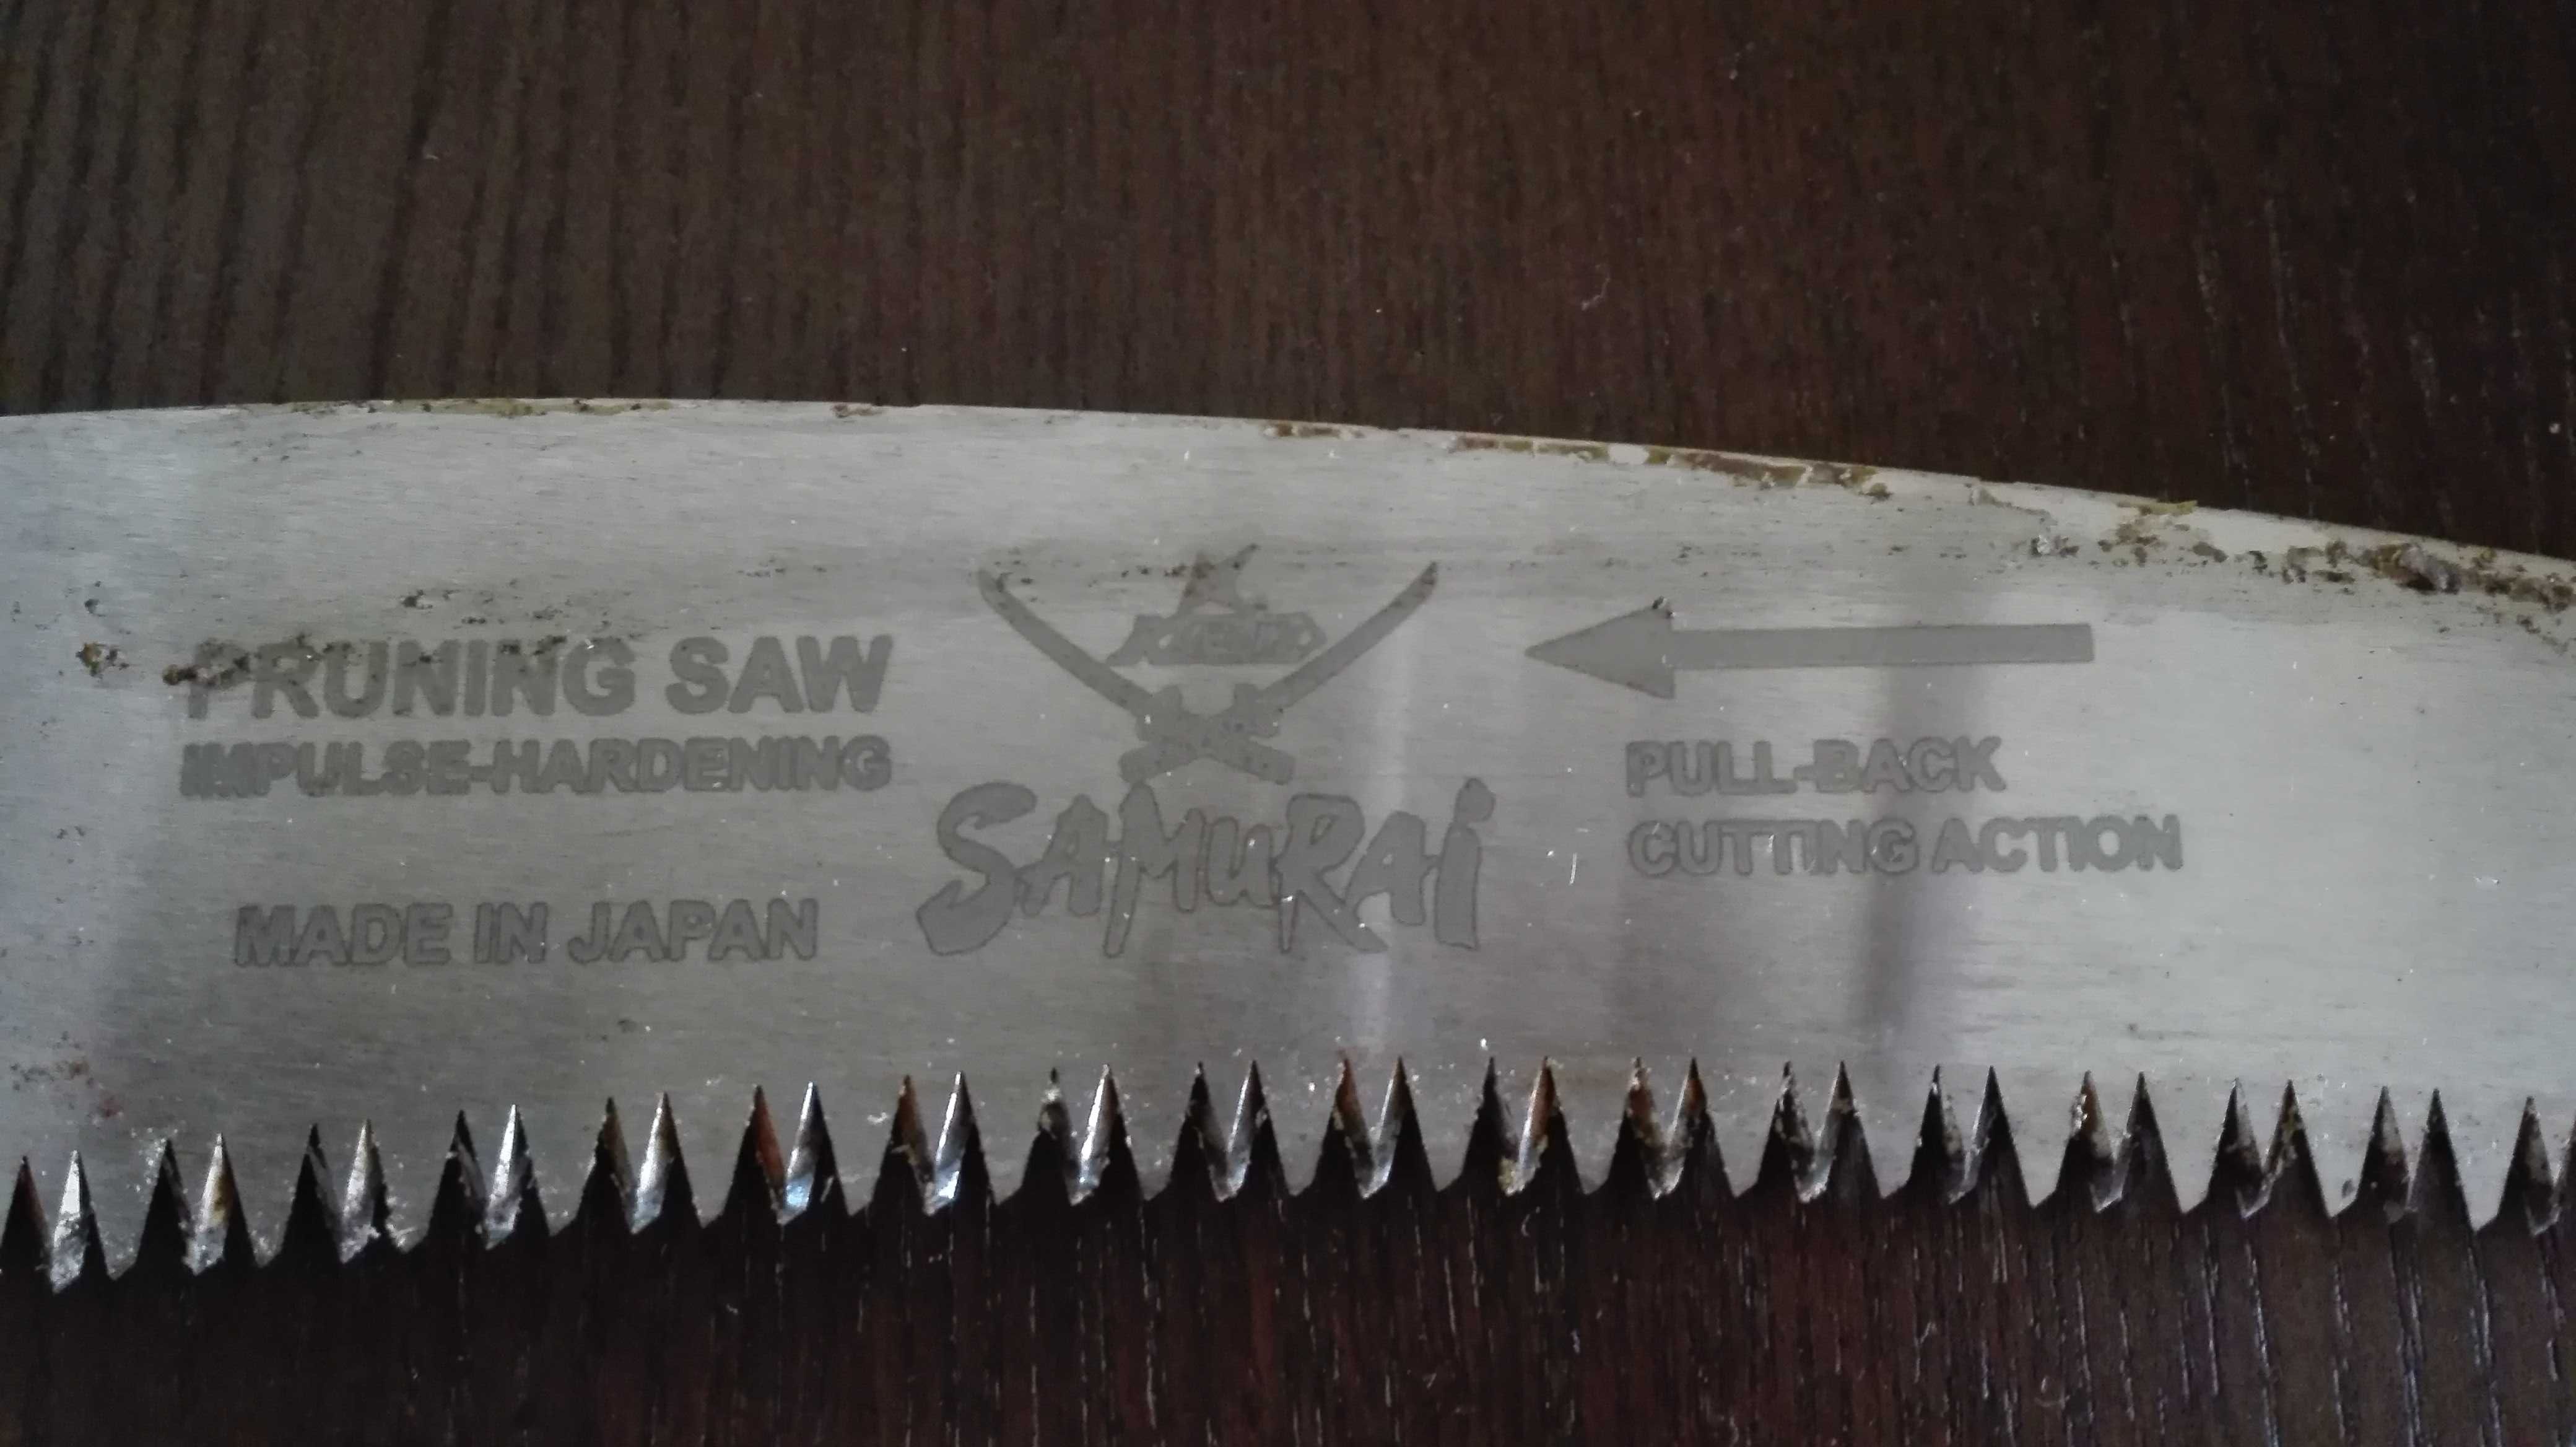 PRUNING SAW
IMPULSE-HARDENING
MADE IN JAPAN
SAMURAI
PULL-BACK
CUTTING ACTION